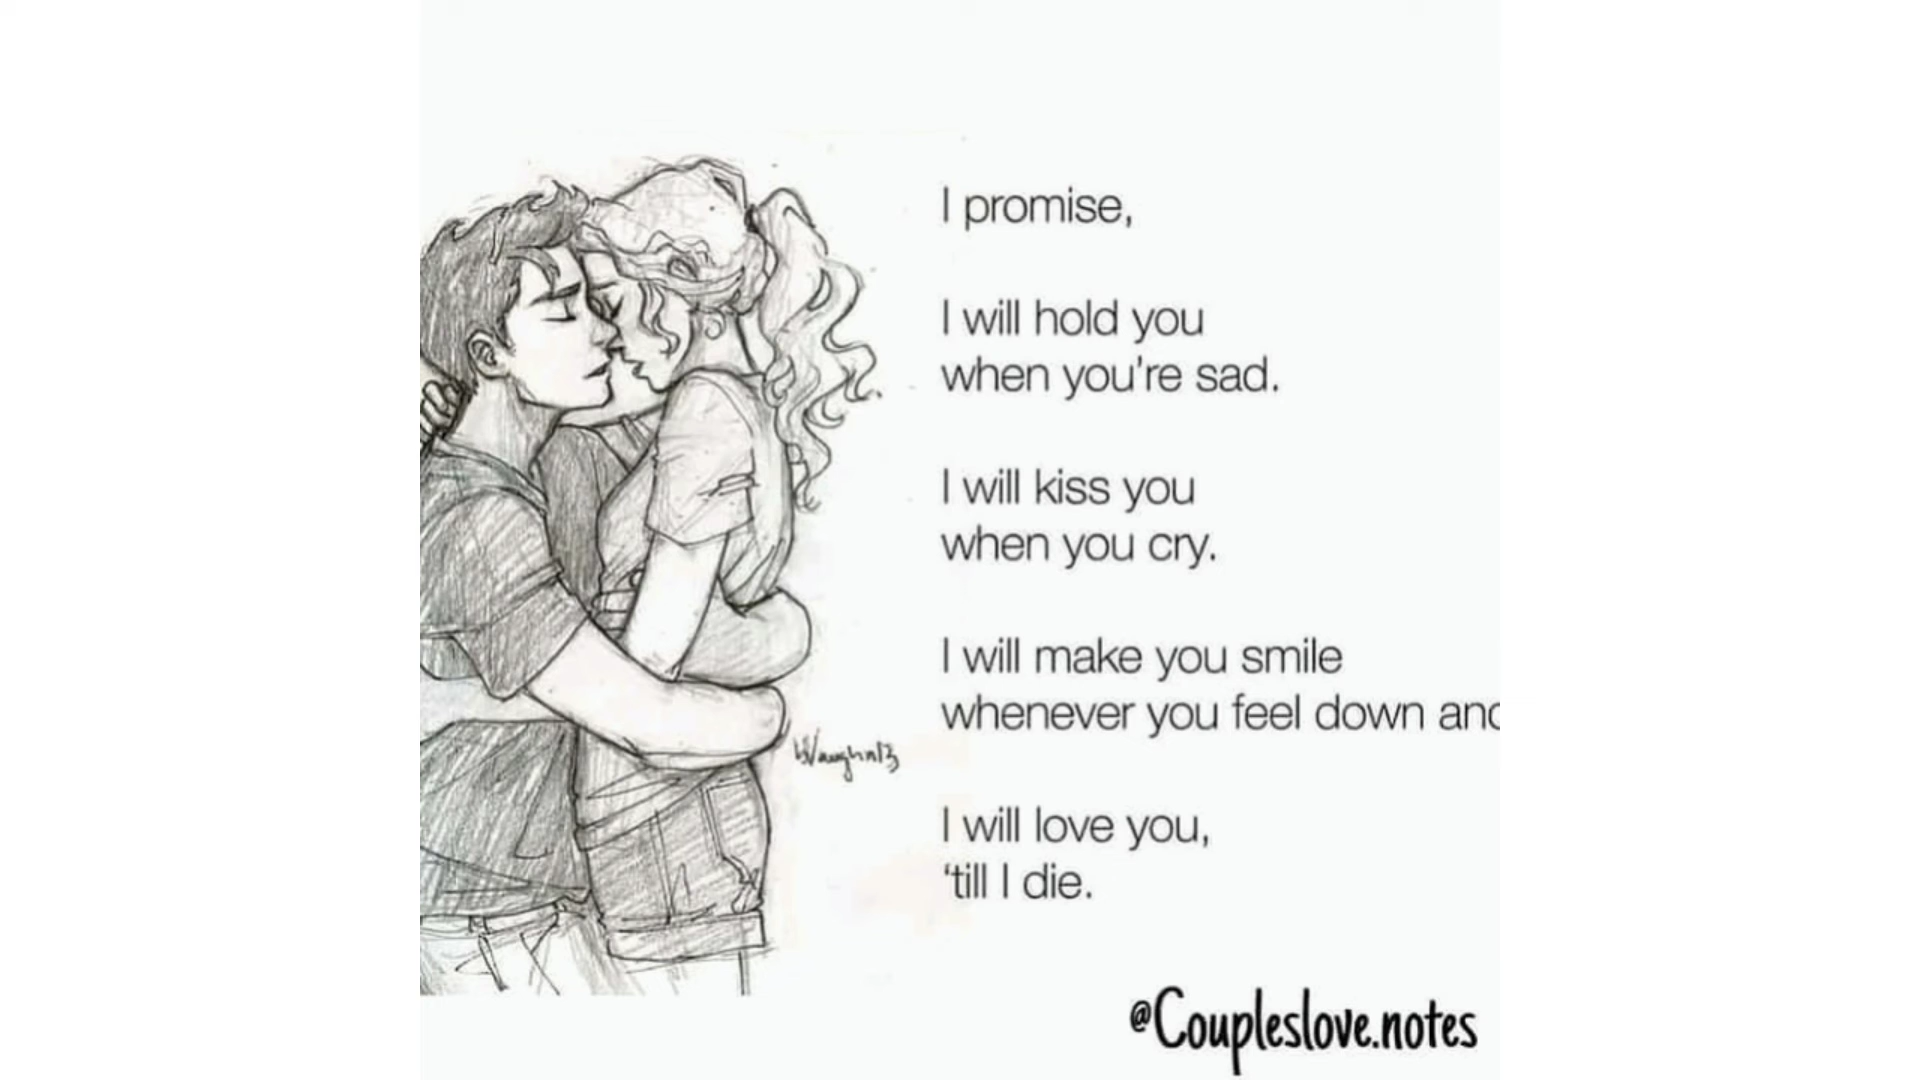 I promise,
I will hold you
when you're sad.
I will kiss you
when you cry.
I will make you smile
whenever you feel down and
I will love you,
‘till I die.
@Coupleslove.notes